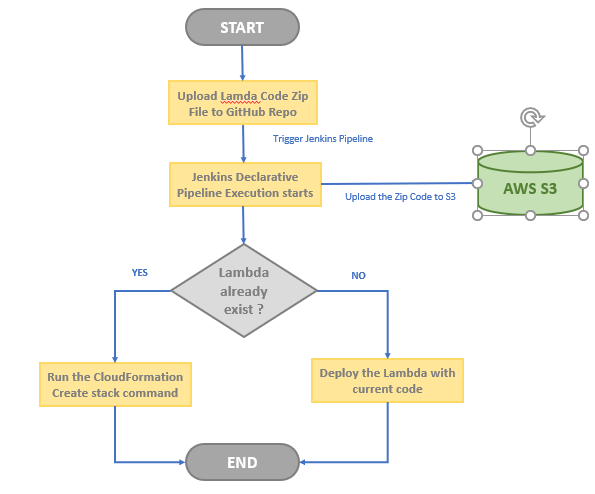 START
Upload Lamda Code Zip
File to GitHub Repo
Trigger Jenkins Pipeline
Jenkins Declarative
Pipeline Execution starts
Upload the Zip Code to S3
AWS S3
Lambda
already
exist ?
YES
NO
Run the CloudFormation
Create stack command
Deploy the Lambda with
current code
END